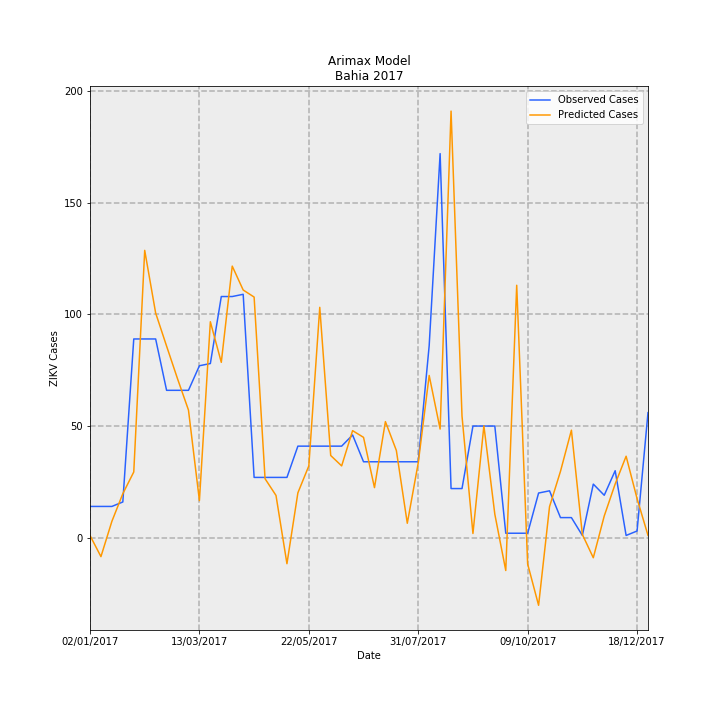 Arimax Model
Bahia 2017
Observed Cases
Predicted Cases
200
150
100
50
0
ZIKV Cases
02/01/2017
13/03/2017
22/05/2017
31/07/2017
09/10/2017
18/12/2017
Date